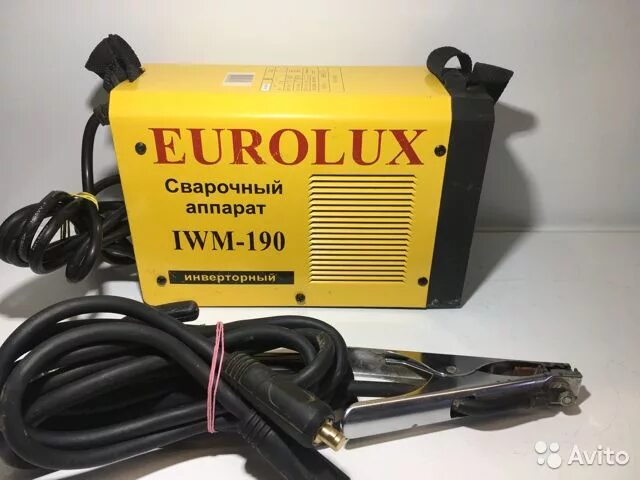 EUROLUX
Сварочный
аппарат
IWM-190
инверторный
Avito